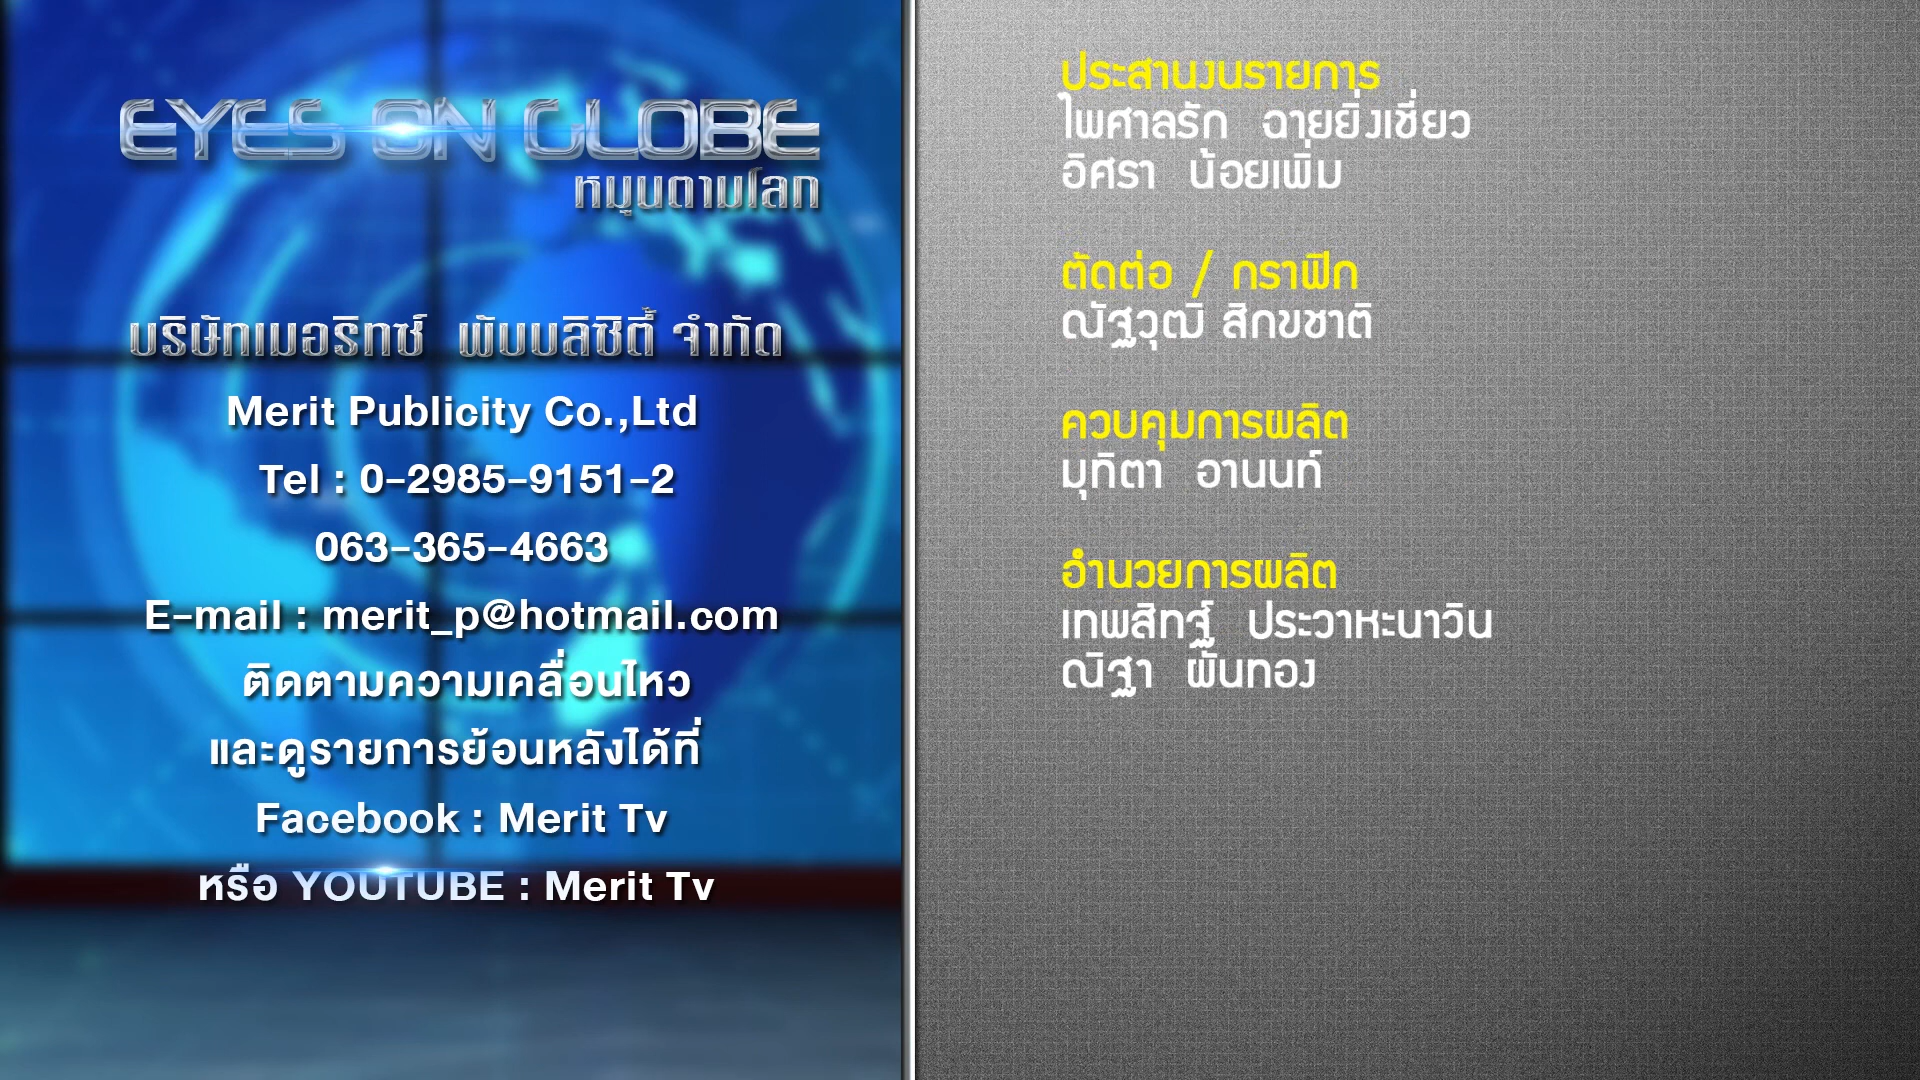 EYES ON GLOBE
หมุนตามโลก
บริษัทเมอริทช์ พับบลิซิตี้ จำกัด
Merit Publicity Co.,Ltd
Tel : 0-2985-9151-2
063-365-4663
E-mail : merit_p@hotmail.com
ติดตามความเคลื่อนไหว
และดูรายการย้อนหลังได้ที่
Facebook : Merit Tv
หรือ YOUTUBE : Merit Tv
ประสานงนรายการ
ไพศาลรัก ฉายยิ่งเชี่ยว
อิศรา น้อยเพิ่ม
ตัดต่อ / กราฟิก
ณัฐวุฒิ สิกขชาติ
ควบคุมการผลิต
มุทิตา อานนท์
อำนวยการผลิต
เทพสิทฐ์ ประวาหะนาวิน
ณิฐา พันทอง